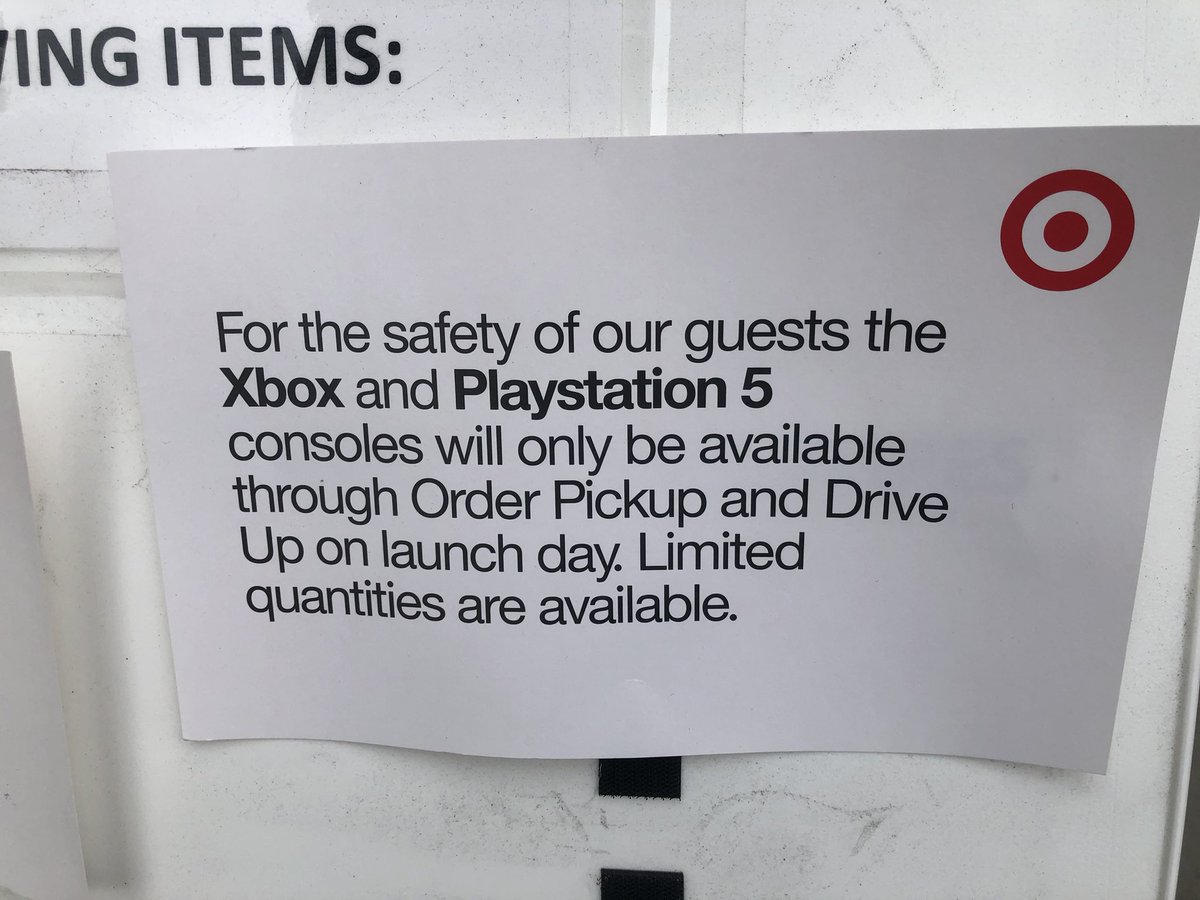 ING ITEMS:
For the safety of our guests the
Xbox and Playstation 5
consoles will only be available
through Order Pickup and Drive
Up on launch day. Limited
quantities are available.